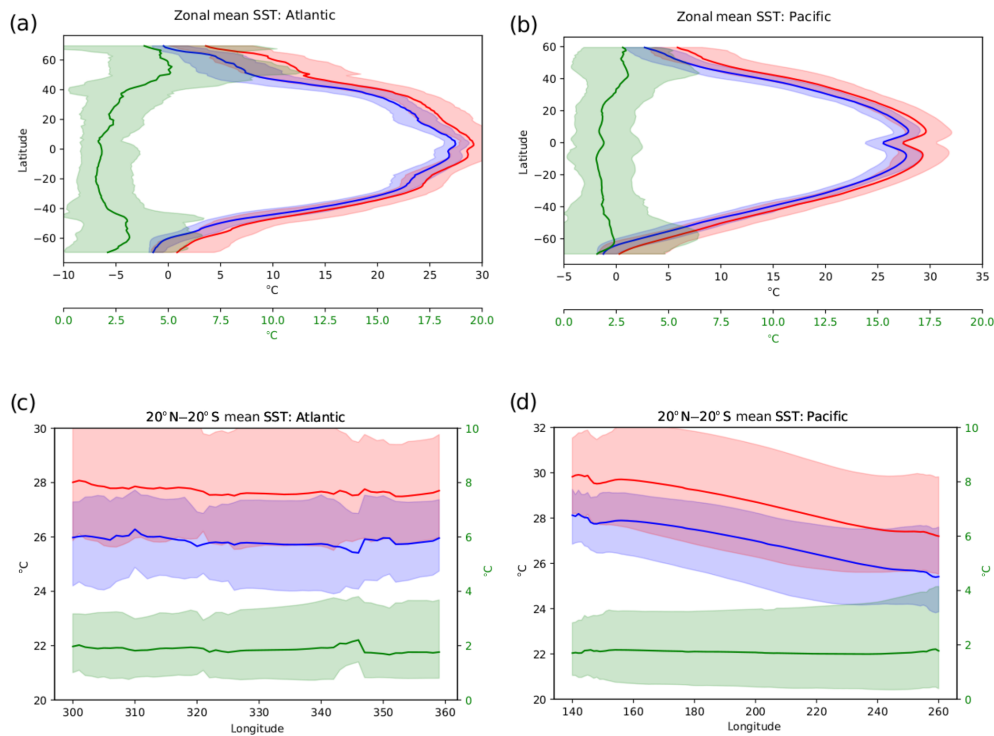 (a)
Zonal mean SST: Atlantic
Latitude
60
40
20
0
−20
−40
−60
−10 −5 0 5 10 15 20 25 30
°C
0.0 2.5 5.0 7.5 10.0 12.5 15.0 17.5 20.0
°C
(b)
Zonal mean SST: Pacific
Latitude
60
40
20
0
−20
−40
−60
−5 0 5 10 15 20 25 30 35
°C
0.0 2.5 5.0 7.5 10.0 12.5 15.0 17.5 20.0
°C
(c)
20°N−20°S mean SST: Atlantic
°C
30
28
26
24
22
20
300 310 320 330 340 350 360
Longitude
10
8
6
4
2
0
°C
(d)
20°N−20°S mean SST: Pacific
°C
32
30
28
26
24
22
20
140 160 180 200 220 240 260
Longitude
10
8
6
4
2
0
°C